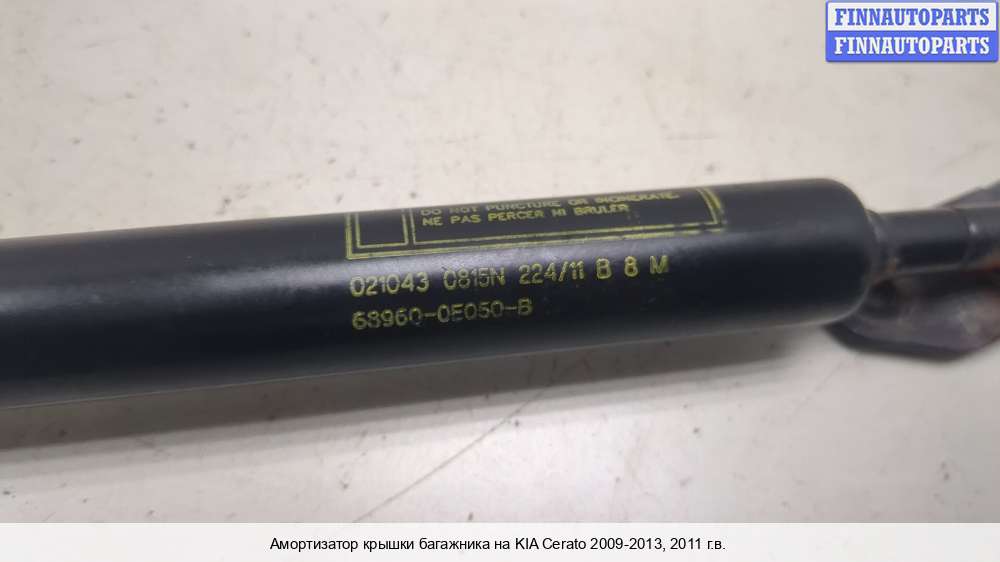 FINNAUTOPARTS
FINNAUTOPARTS
DO NOT PUNCTURE OR INCINERATE.
NE PAS PERCER NI BRULER
021043 0815N 224/11 B 8 M
68960-0E050-B
Амортизатор крышки багажника на KIA Cerato 2009-2013, 2011 г.в.